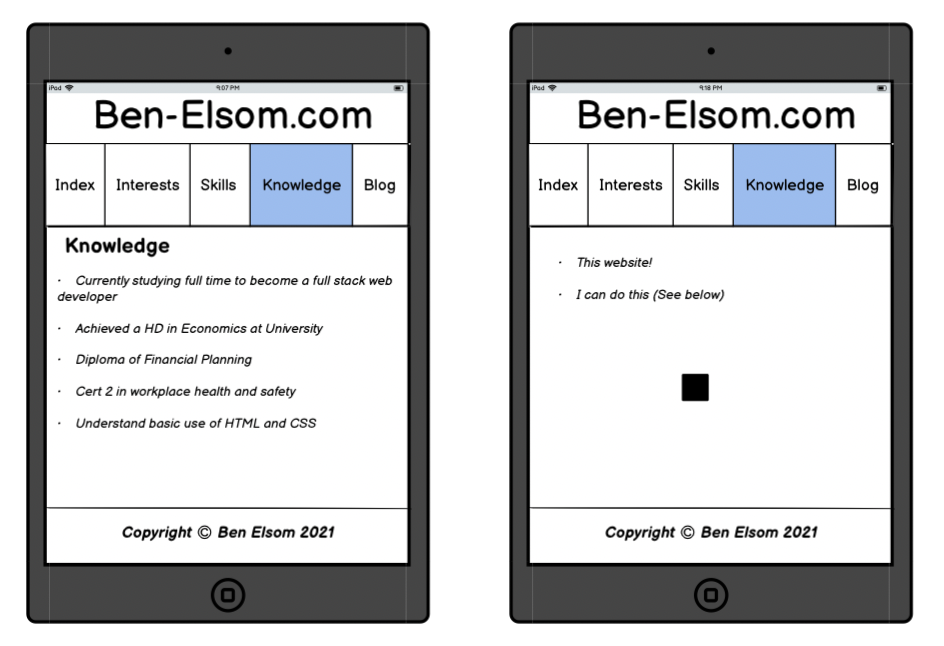 iPad 9:07 PM
Ben-Elsom.com
Index Interests Skills Knowledge Blog
Knowledge
· Currently studying full time to become a full stack web
developer
· Achieved a HD in Economics at University
· Diploma of Financial Planning
· Cert 2 in workplace health and safety
· Understand basic use of HTML and CSS
Copyright © Ben Elsom 2021
iPad 9:18 PM
Ben-Elsom.com
Index Interests Skills Knowledge Blog
· This website!
· I can do this (See below)
Copyright © Ben Elsom 2021